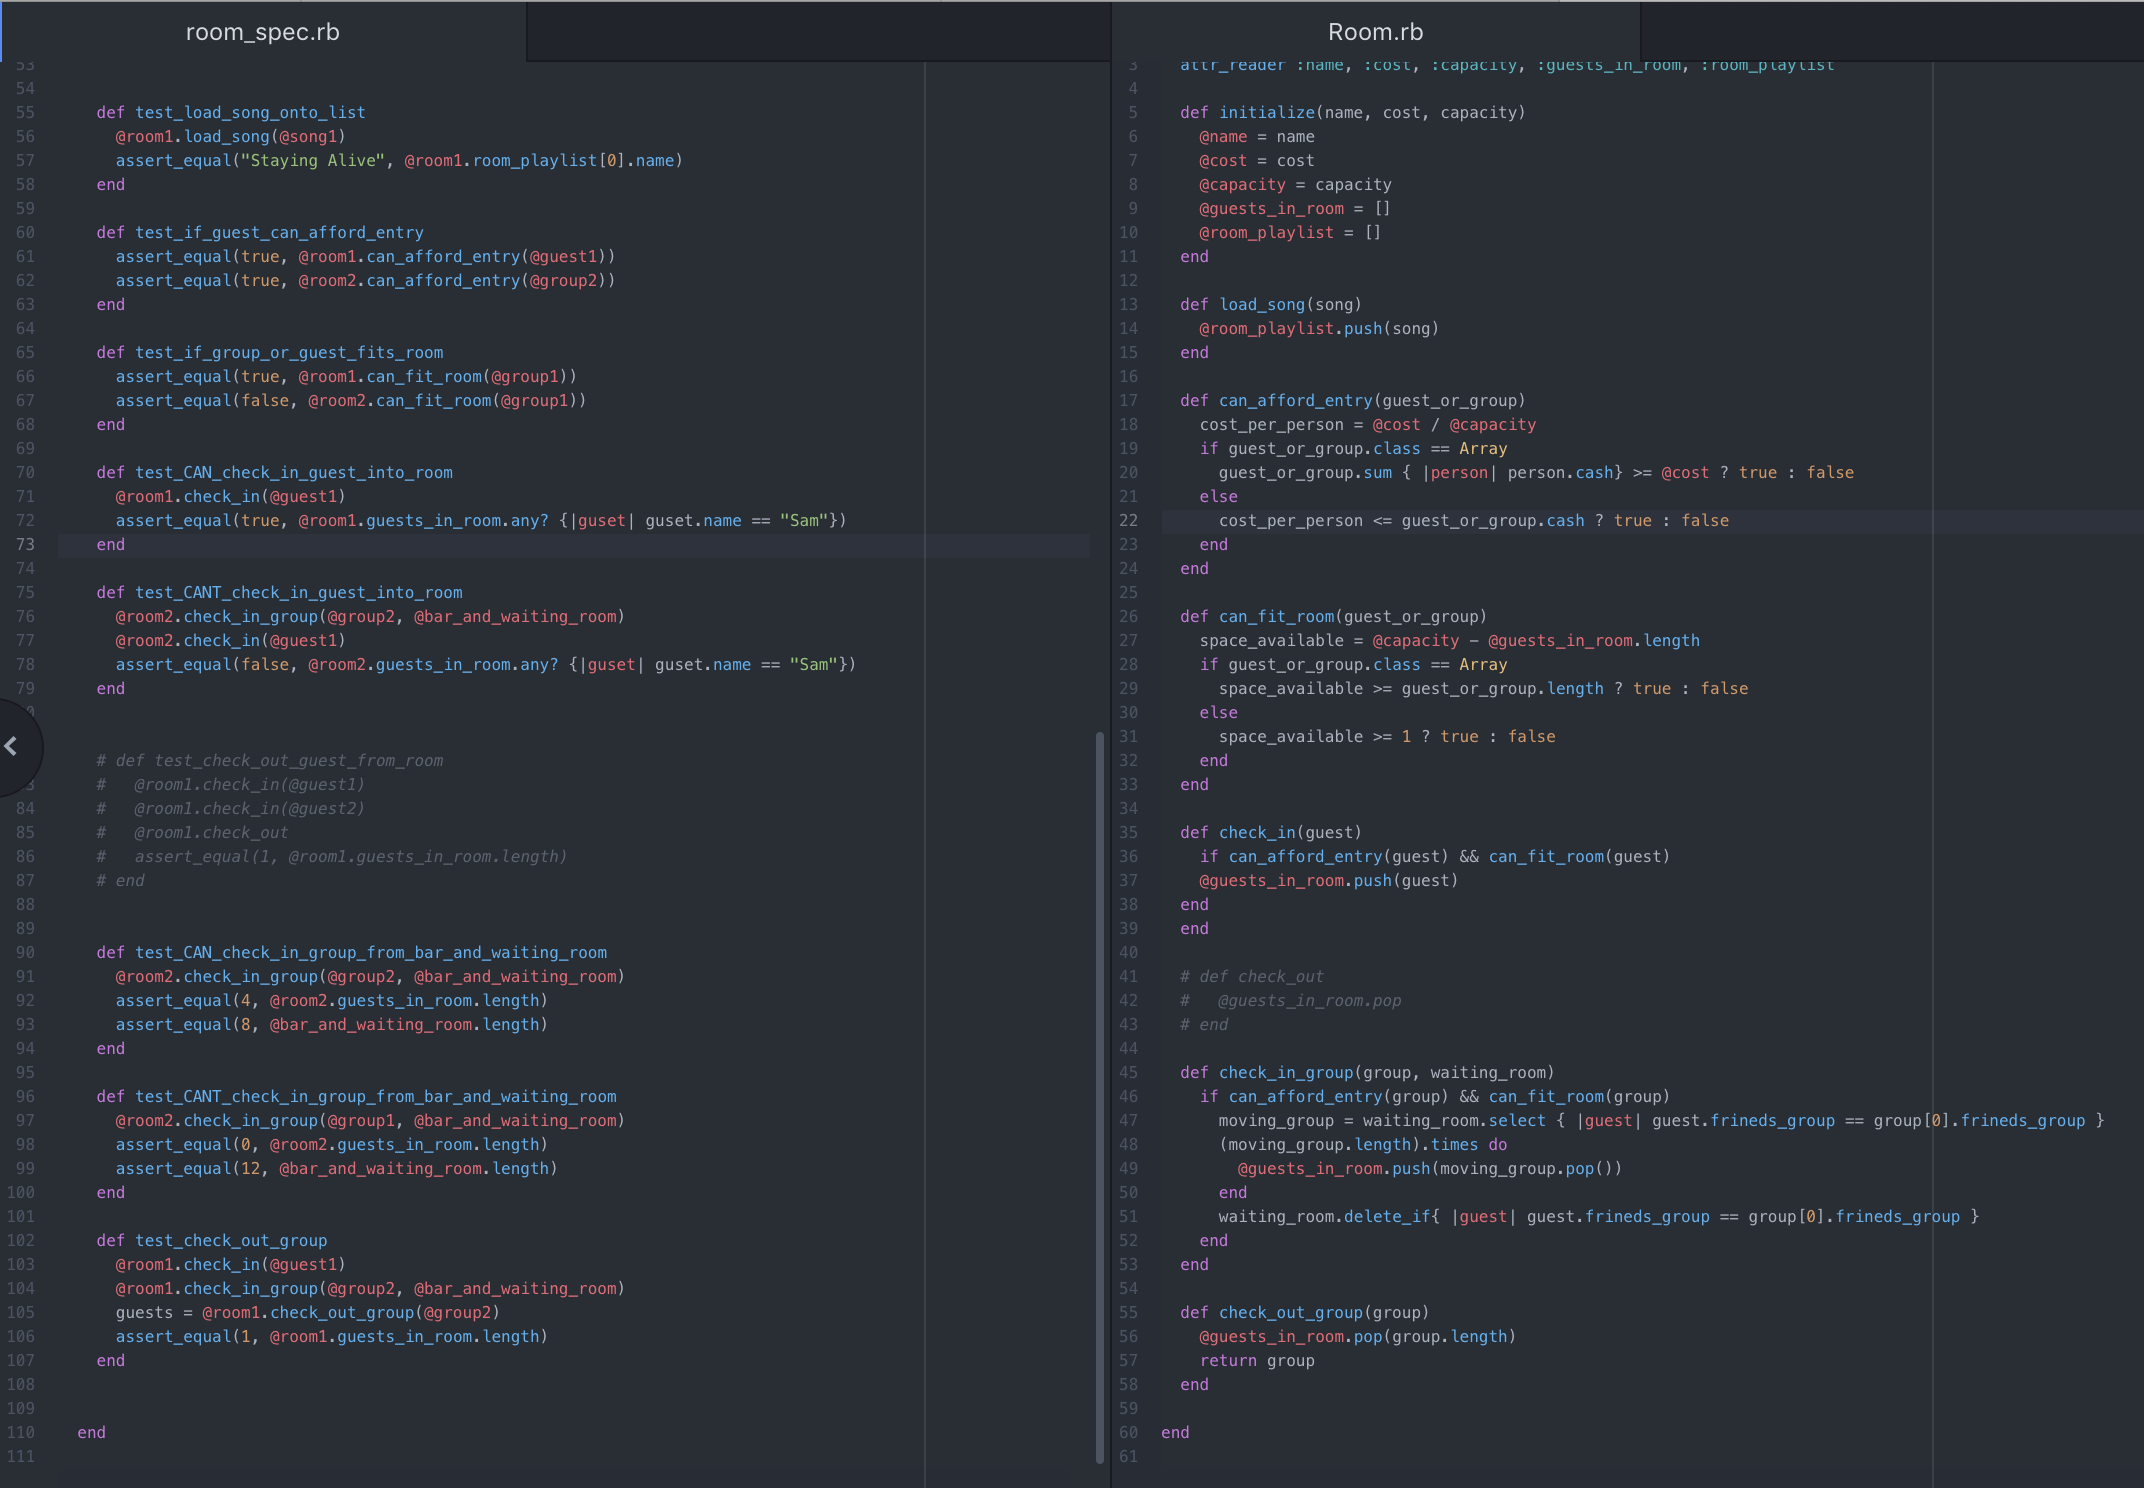 room_spec.rb
53
54
55 def test_load_song_onto_list
56 @room1.load_song(@song1)
57 assert_equal("Staying Alive", @room1.room_playlist[0].name)
58 end
59
60 def test_if_guest_can_afford_entry
61 assert_equal(true, @room1.can_afford_entry(@guest1))
62 assert_equal(true, @room2.can_afford_entry(@group2))
63 end
64
65 def test_if_group_or_guest_fits_room
66 assert_equal(true, @room1.can_fit_room(@group1))
67 assert_equal(false, @room2.can_fit_room(@group1))
68 end
69
70 def test_CAN_check_in_guest_into_room
71 @room1.check_in(@guest1)
72 assert_equal(true, @room1.guests_in_room.any? {|guset| guset.name == "Sam"})
73 end
74
75 def test_CANT_check_in_guest_into_room
76 @room2.check_in_group(@group2, @bar_and_waiting_room)
77 @room2.check_in(@guest1)
78 assert_equal(false, @room2.guests_in_room.any? {|guset| guset.name == "Sam"})
79 end
# def test_check_out_guest_from_room
# @room1.check_in(@guest1)
84 # @room1.check_in(@guest2)
85 # @room1.check_out
86 # assert_equal(1, @room1.guests_in_room.length)
87 # end
88
89
90 def test_CAN_check_in_group_from_bar_and_waiting_room
91 @room2.check_in_group(@group2, @bar_and_waiting_room)
92 assert_equal(4, @room2.guests_in_room.length)
93 assert_equal(8, @bar_and_waiting_room.length)
94 end
95
96 def test_CANT_check_in_group_from_bar_and_waiting_room
97 @room2.check_in_group(@group1, @bar_and_waiting_room)
98 assert_equal(0, @room2.guests_in_room.length)
99 assert_equal(12, @bar_and_waiting_room.length)
100 end
101
102 def test_check_out_group
103 @room1.check_in(@guest1)
104 @room1.check_in_group(@group2, @bar_and_waiting_room)
105 guests = @room1.check_out_group(@group2)
106 assert_equal(1, @room1.guests_in_room.length)
107 end
108
109
110 end
111
Room.rb
3 attr_reader :name, :cost, :capacity, :guests_in_room, :room_playlist
4
5 def initialize(name, cost, capacity)
6 @name = name
7 @cost = cost
8 @capacity = capacity
9 @guests_in_room = []
10 @room_playlist = []
11 end
12
13 def load_song(song)
14 @room_playlist.push(song)
15 end
16
17 def can_afford_entry(guest_or_group)
18 cost_per_person = @cost / @capacity
19 if guest_or_group.class == Array
20 guest_or_group.sum { |person| person.cash} >= @cost ? true : false
21 else
22 cost_per_person <= guest_or_group.cash ? true : false
23 end
24 end
25
26 def can_fit_room(guest_or_group)
27 space_available = @capacity - @guests_in_room.length
28 if guest_or_group.class == Array
29 space_available >= guest_or_group.length ? true : false
30 else
31 space_available >= 1 ? true : false
32 end
33 end
34
35 def check_in(guest)
36 if can_afford_entry(guest) && can_fit_room(guest)
37 @guests_in_room.push(guest)
38 end
39 end
40
41 # def check_out
42 # @guests_in_room.pop
43 # end
44
45 def check_in_group(group, waiting_room)
46 if can_afford_entry(group) && can_fit_room(group)
47 moving_group = waiting_room.select { |guest| guest.frineds_group == group[0].frineds_group }
48 (moving_group.length).times do
49 @guests_in_room.push(moving_group.pop())
50 end
51 waiting_room.delete_if{ |guest| guest.frineds_group == group[0].frineds_group }
52 end
53 end
54
55 def check_out_group(group)
56 @guests_in_room.pop(group.length)
57 return group
58 end
59
60 end
61